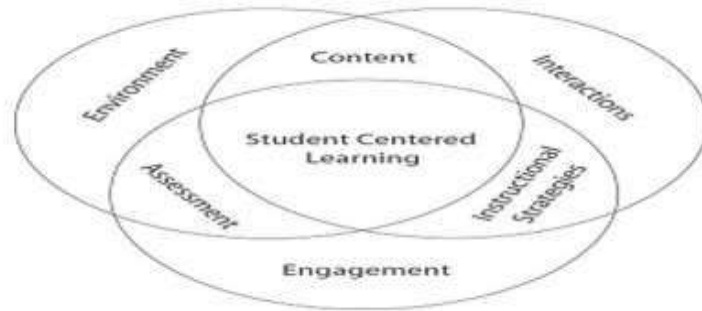 Environment
Content
Interactions
Student Centered
Learning
Assessment
Instructional
Strategies
Engagement